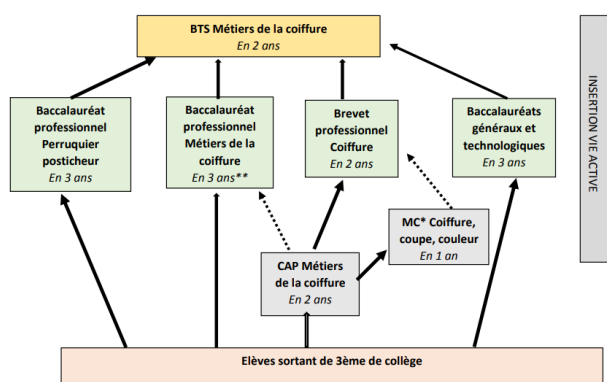 BTS Métiers de la coiffure
En 2 ans
Baccalauréat
professionnel
Perruquier
posticheur
En 3 ans
Baccalauréat
professionnel
Métiers de la
coiffure
En 3 ans**
Brevet
professionnel
Coiffure
En 2 ans
Baccalauréats
généraux et
technologiques
En 3 ans
MC* Coiffure,
coupe, couleur
En 1 an
CAP Métiers
de la coiffure
En 2 ans
Elèves sortant de 3ème de collège
INSERTION VIE ACTIVE